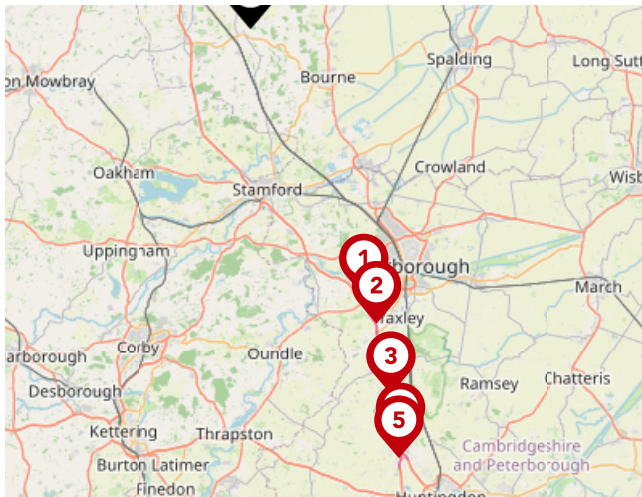 Spalding
Long Sutt
Bourne
on Mowbray
Crowland
Oakham
Wisb
Stamford
Uppingham
1
borough
2
March
Yaxley
Corby
3
Oundle
arborough
Chatteris
Ramsey
Desborough
5
Kettering
Thrapston
Cambridgeshire
and Peterborough
Burton Latimer
Finedon
Huntingdon